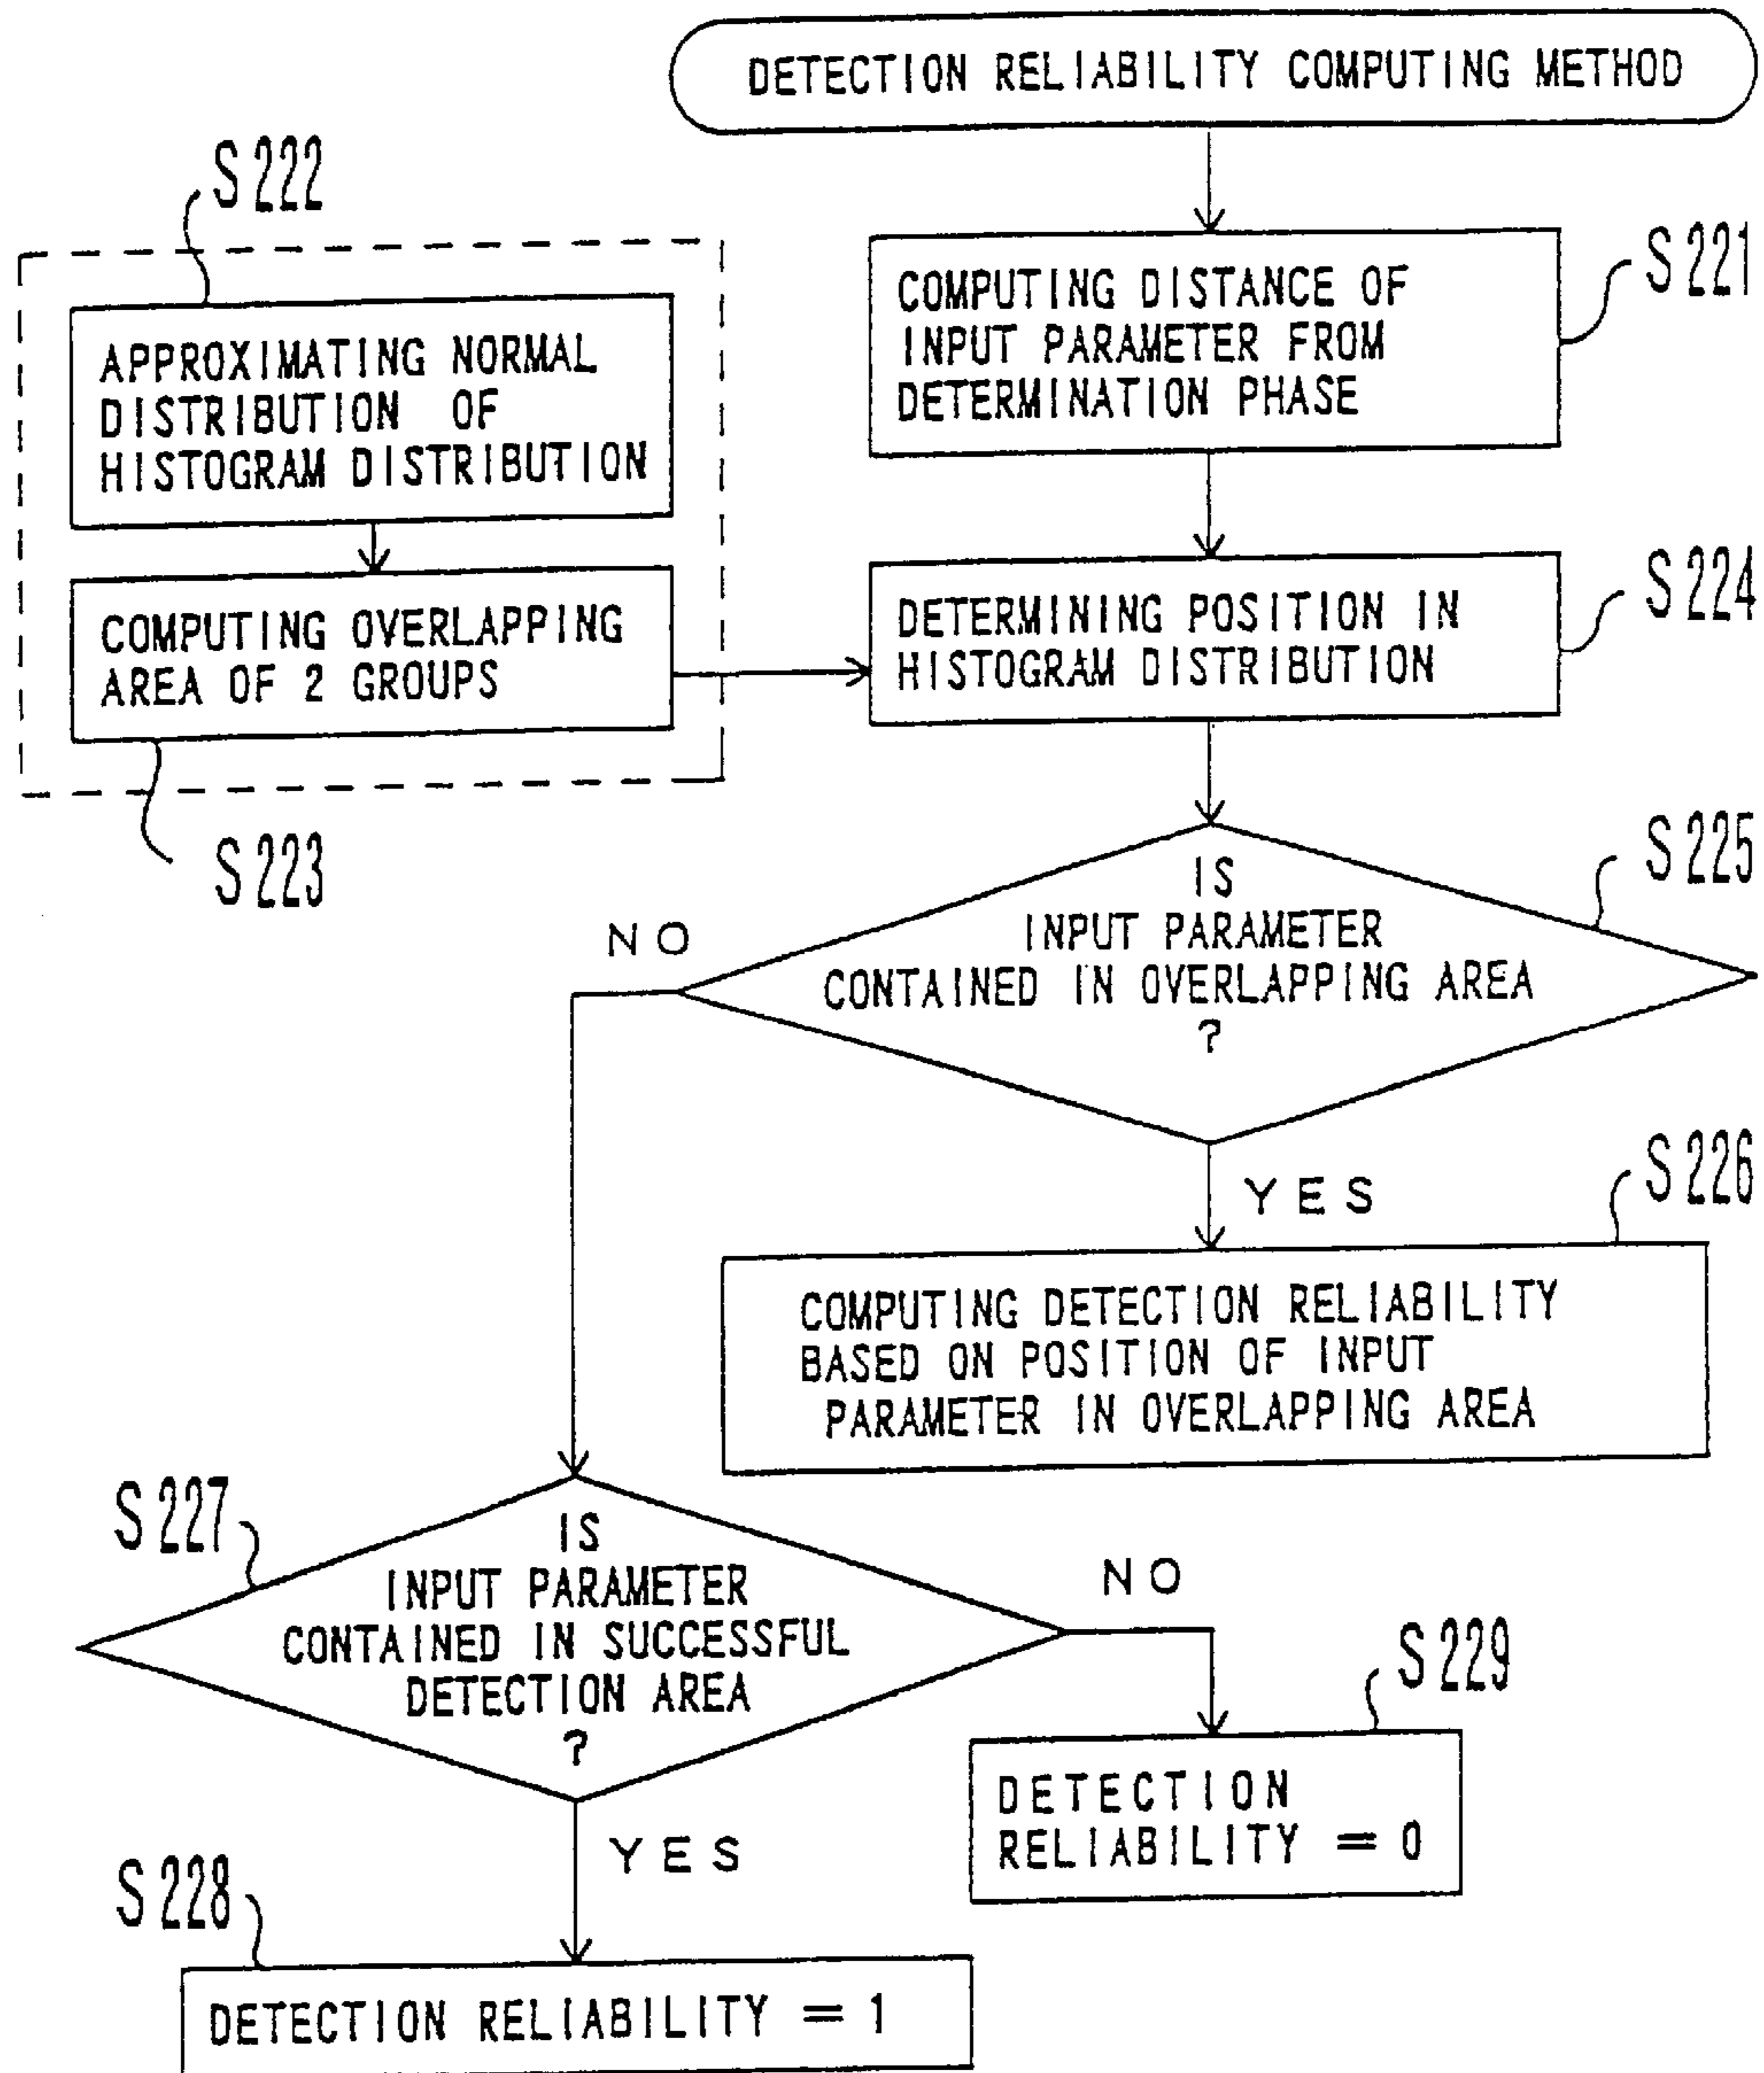 DETECTION RELIABILITY COMPUTING METHOD
S222
S221
COMPUTING DISTANCE OF
INPUT PARAMETER FROM
DETERMINATION PHASE
APPROXIMATING NORMAL
DISTRIBUTION OF
HISTOGRAM DISTRIBUTION
S224
COMPUTING OVERLAPPING
AREA OF 2 GROUPS
DETERMINING POSITION IN
HISTOGRAM DISTRIBUTION
S223
S225
IS
INPUT PARAMETER
CONTAINED IN OVERLAPPING AREA
?
NO
YES
S226
COMPUTING DETECTION RELIABILITY
BASED ON POSITION OF INPUT
PARAMETER IN OVERLAPPING AREA
S227
IS
INPUT PARAMETER
CONTAINED IN SUCCESSFUL
DETECTION AREA
?
NO
S229
DETECTION
RELIABILITY = 0
YES
S228
DETECTION RELIABILITY = 1